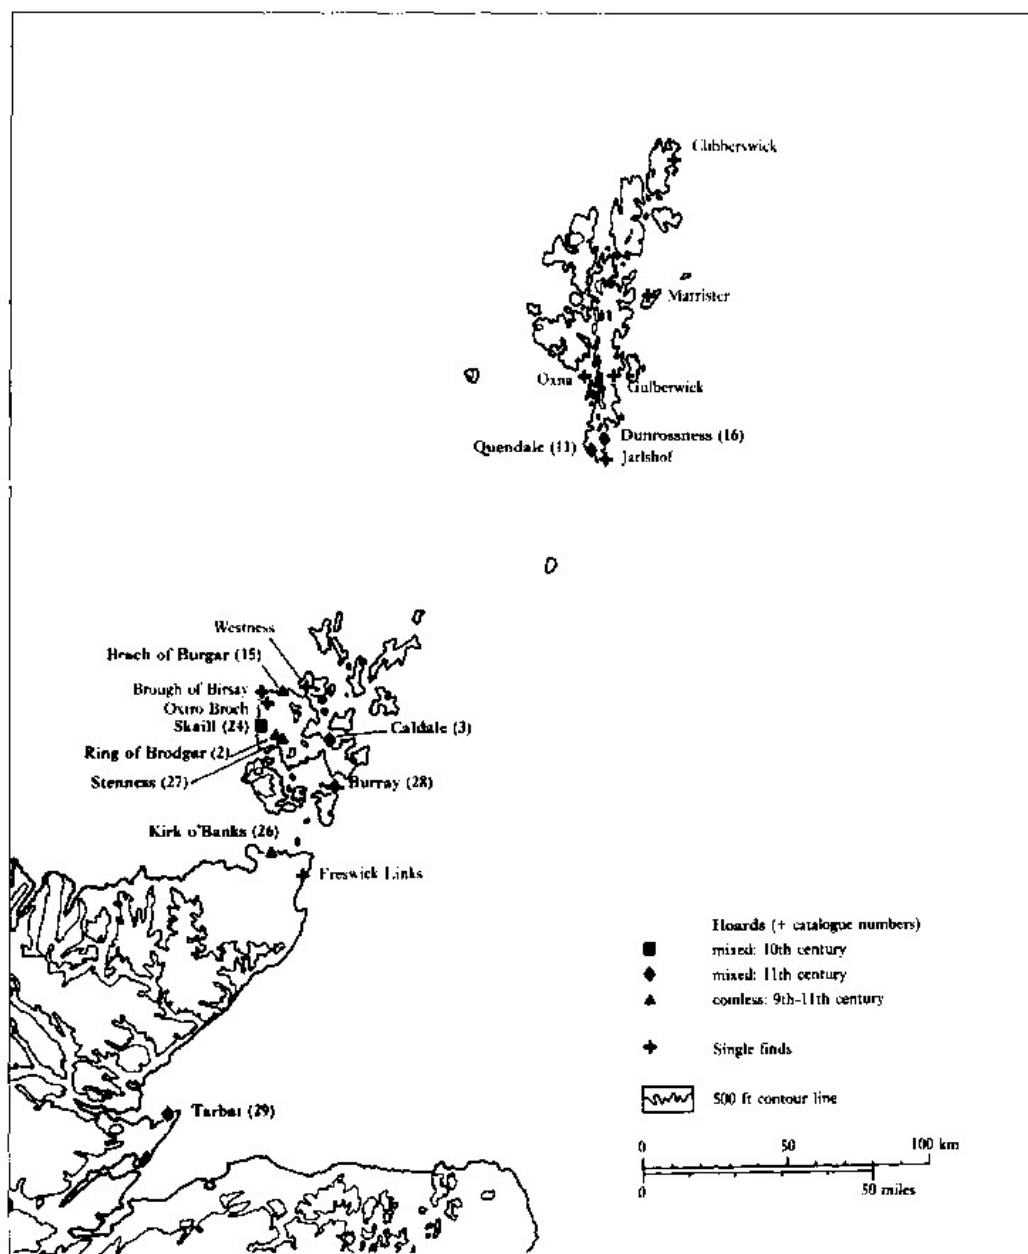 Clibberswick
Marrister
Oxna
Gulberwick
Dunrossness (16)
Quendale (11)
Jarlshof
Westness
Heach of Burgar (15)
Brough of Birsay
Oxtro Broch
Skaill (24)
Caldale (3)
Ring of Brodgar (2)
Stenness (27)
Burray (28)
Kirk o'Banks (26)
Freswick Links
Hoards (+ catalogue numbers)
mixed: 10th century
mixed: 11th century
coinless: 9th-11th century
Single finds
500 ft contour line
Tarbat (29)
0 50 100 km
0 50 miles